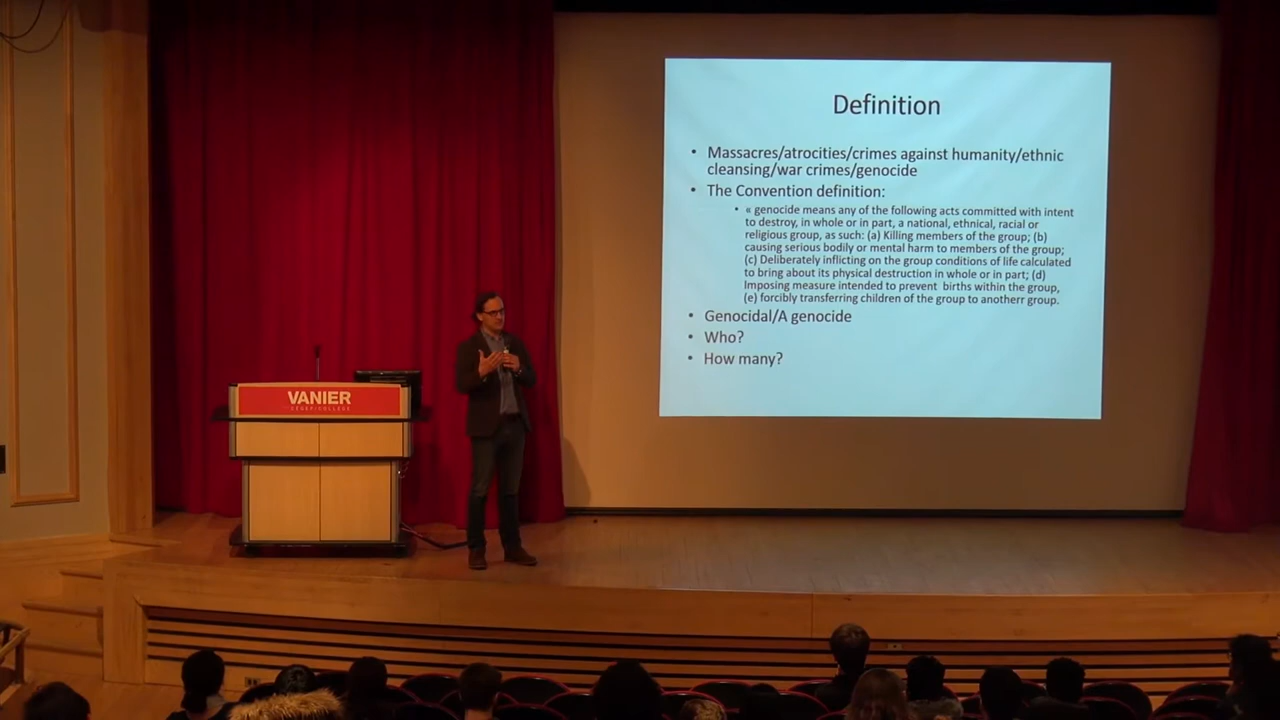 VANIER
CEGEP·COLLEGE
Definition
• Massacres/atrocities/crimes against humanity/ethnic
cleansing/war crimes/genocide
• The Convention definition:
• « genocide means any of the following acts committed with intent
to destroy, in whole or in part, a national, ethnical, racial or
religious group, as such: (a) Killing members of the group; (b)
causing serious bodily or mental harm to members of the group;
(c) Deliberately inflicting on the group conditions of life calculated
to bring about its physical destruction in whole or in part; (d)
Imposing measure intended to prevent births within the group,
(e) forcibly transferring children of the group to anotherr group.
• Genocidal/A genocide
• Who?
• How many?